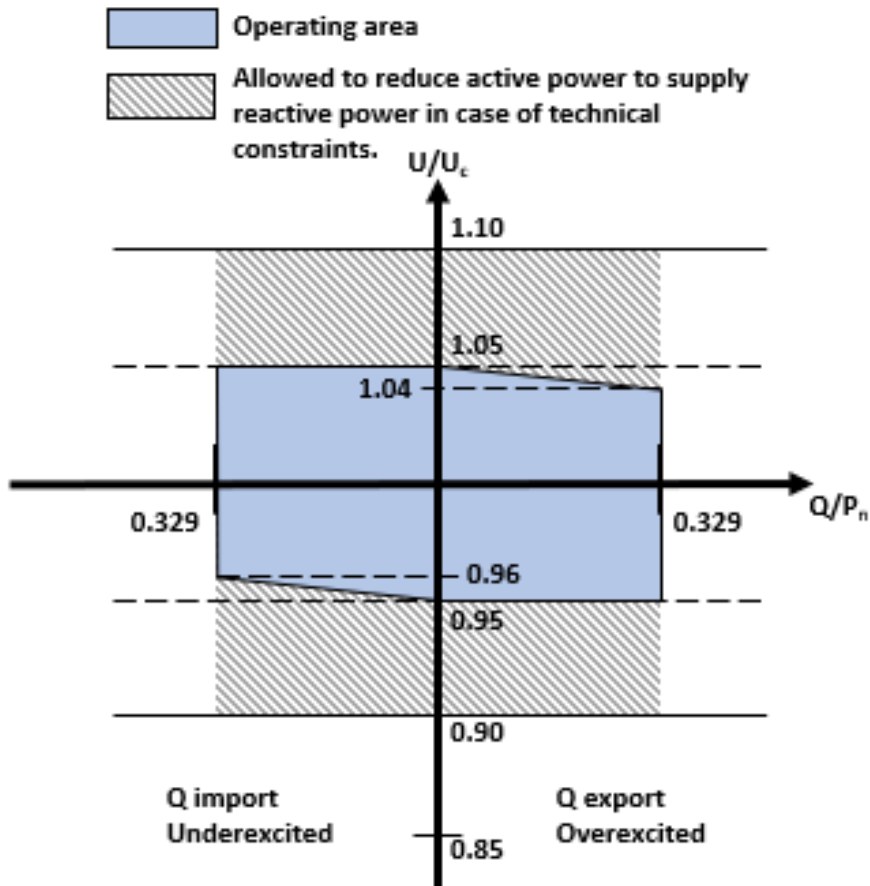 Operating area
Allowed to reduce active power to supply
reactive power in case of technical
constraints.
U/Uc
1.10
1.05
1.04
0.329
Q/Pn
0.329
0.96
0.95
0.90
Q import
Underexcited
Q export
Overexcited
0.85